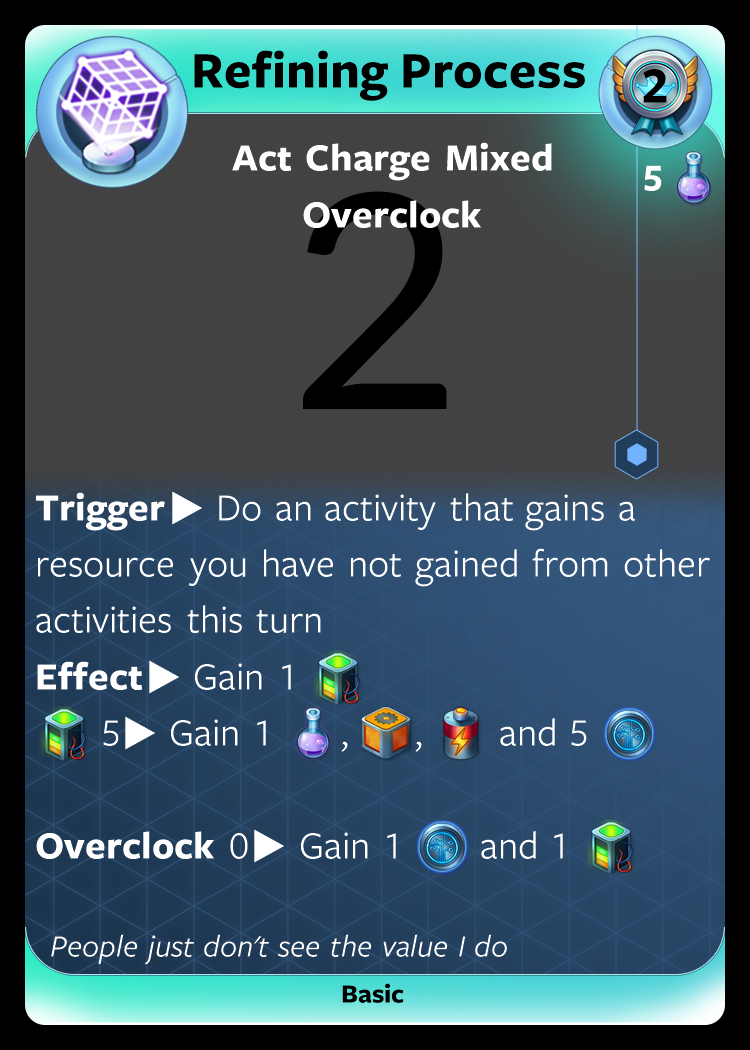 Refining Process
2
Act Charge Mixed
Overclock
5
2
Trigger▶ Do an activity that gains a
resource you have not gained from other
activities this turn
Effect▶ Gain 1
5▶ Gain 1 , , and 5
Overclock 0▶ Gain 1 and 1
People just don't see the value I do
Basic